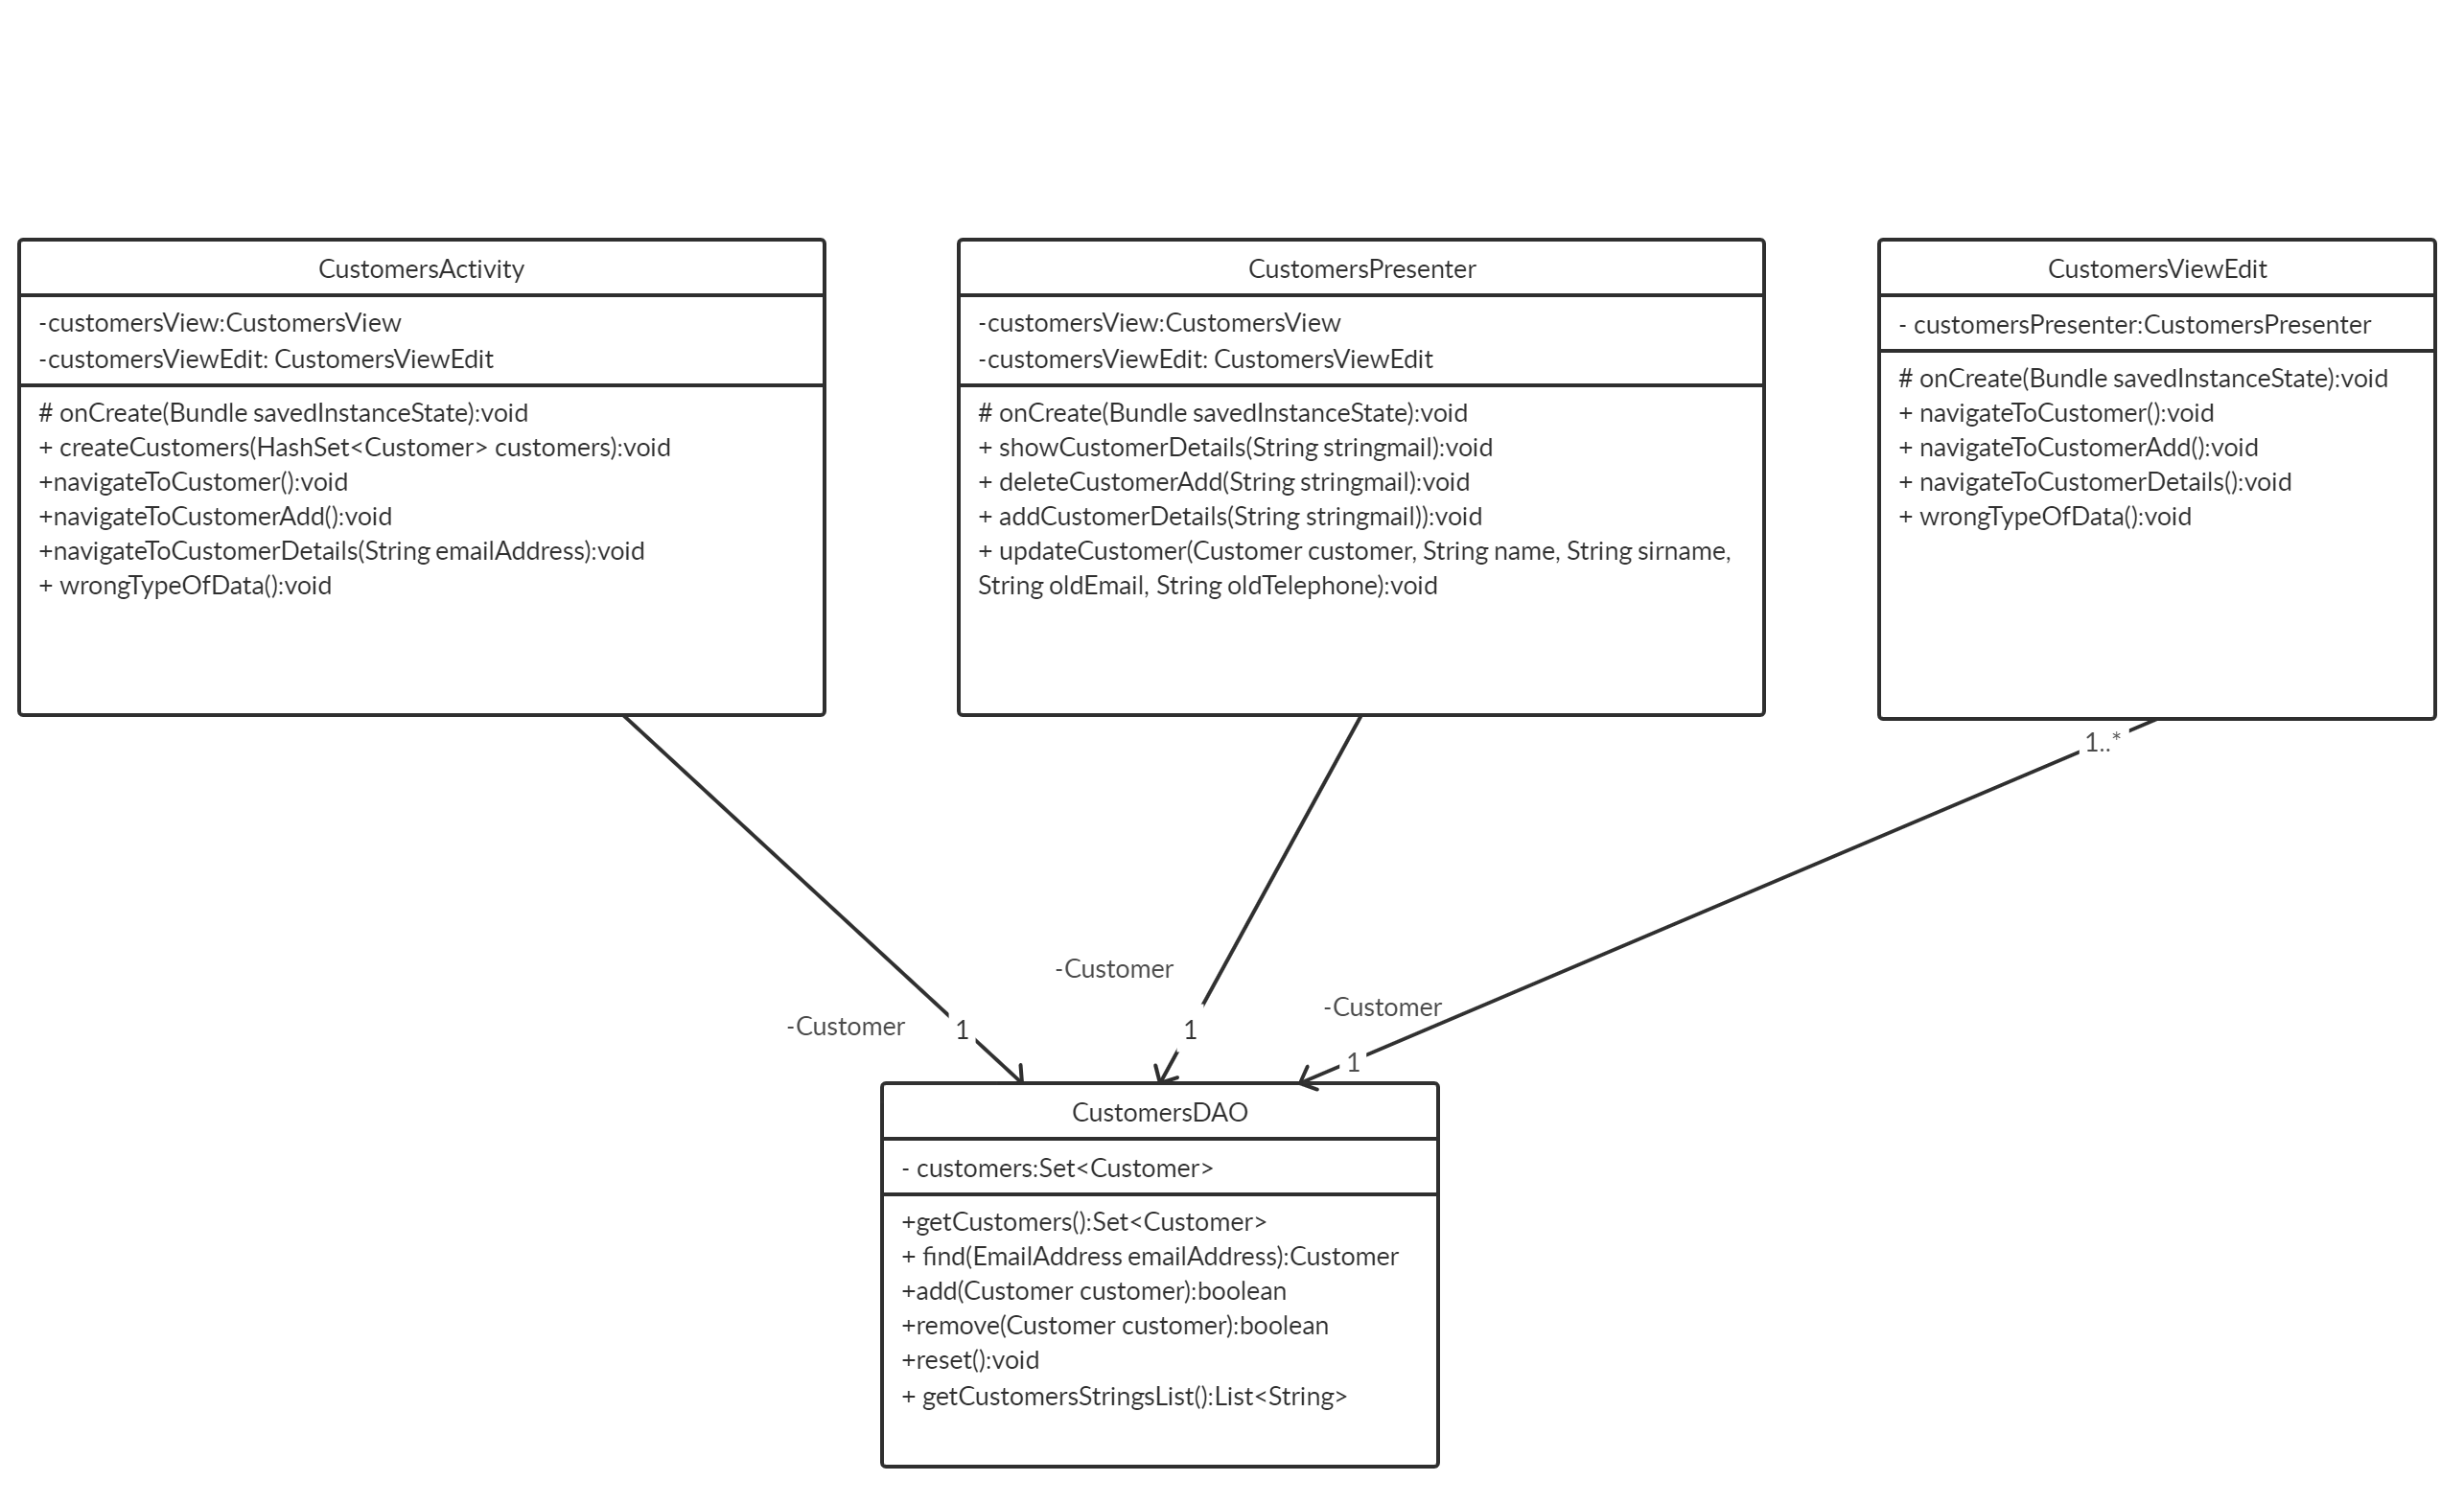 CustomersActivity
-customersView:CustomersView
-customersViewEdit: CustomersViewEdit
# onCreate(Bundle savedInstanceState):void
+ createCustomers(HashSet<Customer> customers):void
+navigateToCustomer():void
+navigateToCustomerAdd():void
+navigateToCustomerDetails(String emailAddress):void
+ wrongTypeOfData():void
CustomersPresenter
-customersView:CustomersView
-customersViewEdit: CustomersViewEdit
# onCreate(Bundle savedInstanceState):void
+ showCustomerDetails(String stringmail):void
+ deleteCustomerAdd(String stringmail):void
+ addCustomerDetails(String stringmail)):void
+ updateCustomer(Customer customer, String name, String sirname,
String oldEmail, String oldTelephone):void
CustomersViewEdit
- customersPresenter:CustomersPresenter
# onCreate(Bundle savedInstanceState):void
+ navigateToCustomer():void
+ navigateToCustomerAdd():void
+ navigateToCustomerDetails():void
+ wrongTypeOfData():void
1..*
-Customer
1
-Customer
1
-Customer
1
CustomersDAO
- customers:Set<Customer>
+getCustomers():Set<Customer>
+ find(EmailAddress emailAddress):Customer
+add(Customer customer):boolean
+remove(Customer customer):boolean
+reset():void
+ getCustomersStringsList():List<String>